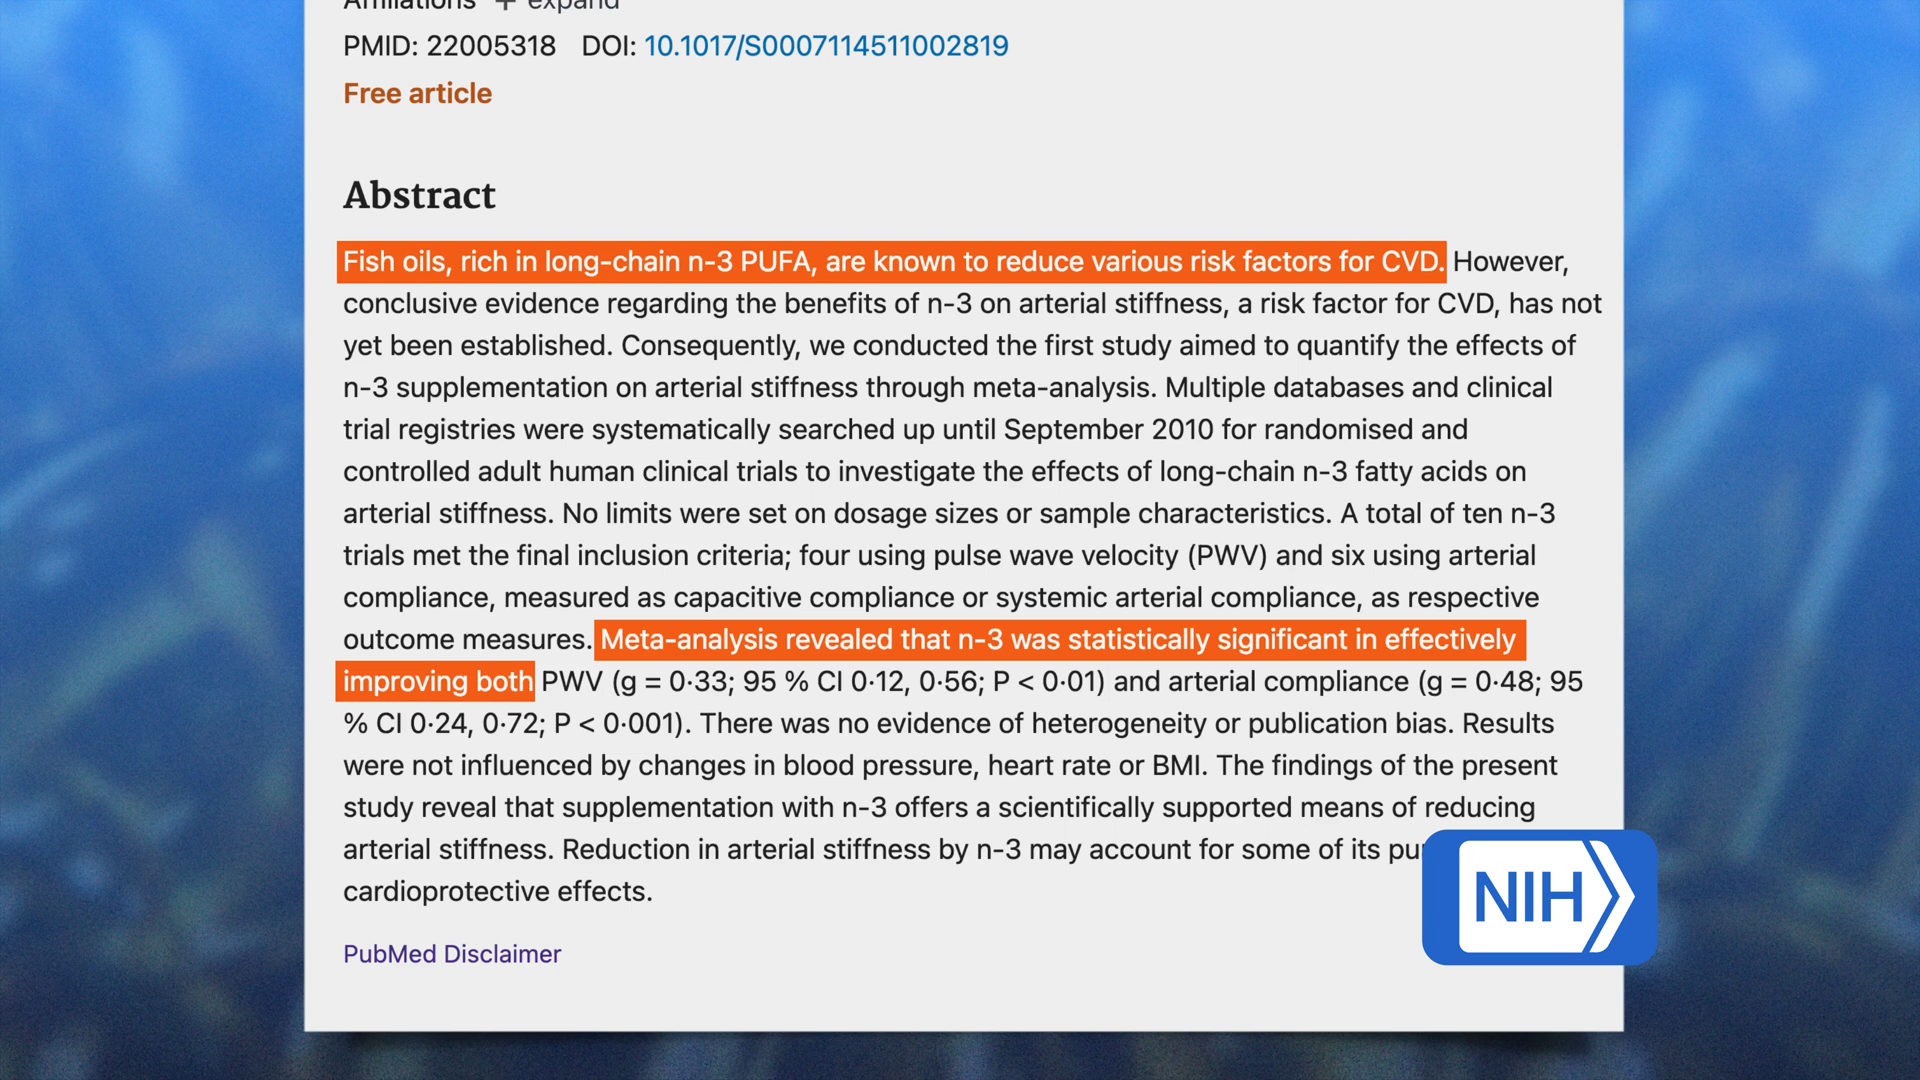 Affiliations + expand
PMID: 22005318 DOI: 10.1017/S0007114511002819
Free article
Abstract
Fish oils, rich in long-chain n-3 PUFA, are known to reduce various risk factors for CVD. However,
conclusive evidence regarding the benefits of n-3 on arterial stiffness, a risk factor for CVD, has not
yet been established. Consequently, we conducted the first study aimed to quantify the effects of
n-3 supplementation on arterial stiffness through meta-analysis. Multiple databases and clinical
trial registries were systematically searched up until September 2010 for randomised and
controlled adult human clinical trials to investigate the effects of long-chain n-3 fatty acids on
arterial stiffness. No limits were set on dosage sizes or sample characteristics. A total of ten n-3
trials met the final inclusion criteria; four using pulse wave velocity (PWV) and six using arterial
compliance, measured as capacitive compliance or systemic arterial compliance, as respective
outcome measures. Meta-analysis revealed that n-3 was statistically significant in effectively
improving both PWV (g = 0·33; 95 % CI 0·12, 0·56; P < 0·01) and arterial compliance (g = 0·48; 95
% CI 0·24, 0·72; P < 0·001). There was no evidence of heterogeneity or publication bias. Results
were not influenced by changes in blood pressure, heart rate or BMI. The findings of the present
study reveal that supplementation with n-3 offers a scientifically supported means of reducing
arterial stiffness. Reduction in arterial stiffness by n-3 may account for some of its
cardioprotective effects.
NIH
PubMed Disclaimer